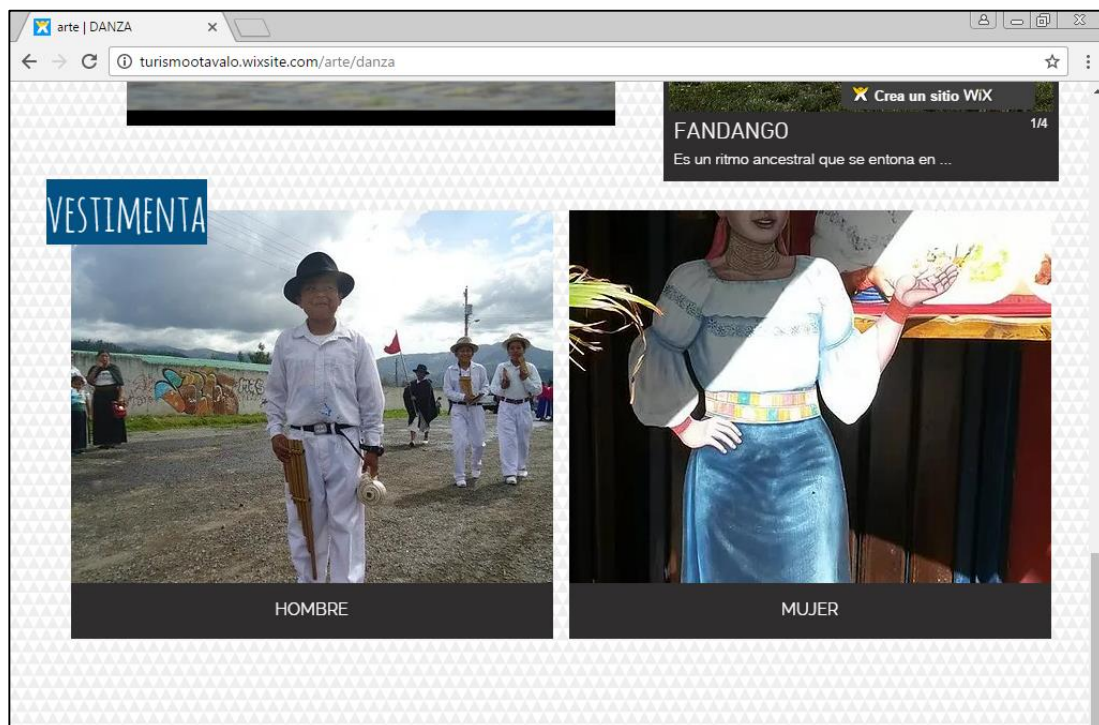 arte | DANZA
turismootavalo.wixsite.com/arte/danza
Crea un sitio WiX
FANDANGO
1/4
Es un ritmo ancestral que se entona en ...
VESTIMENTA
HOMBRE
MUJER